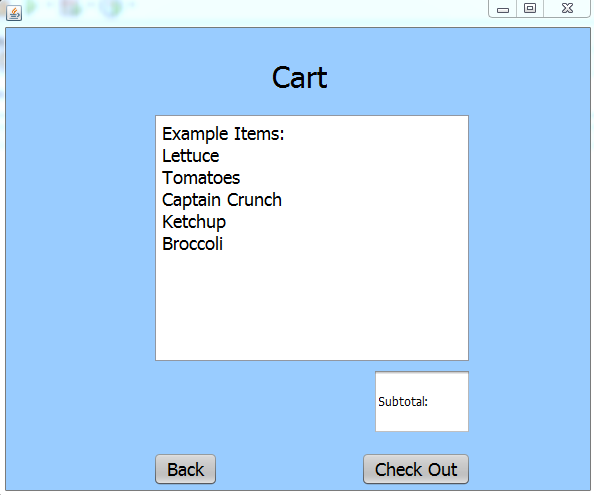 Cart
Example Items:
Lettuce
Tomatoes
Captain Crunch
Ketchup
Broccoli
Subtotal:
Back
Check Out